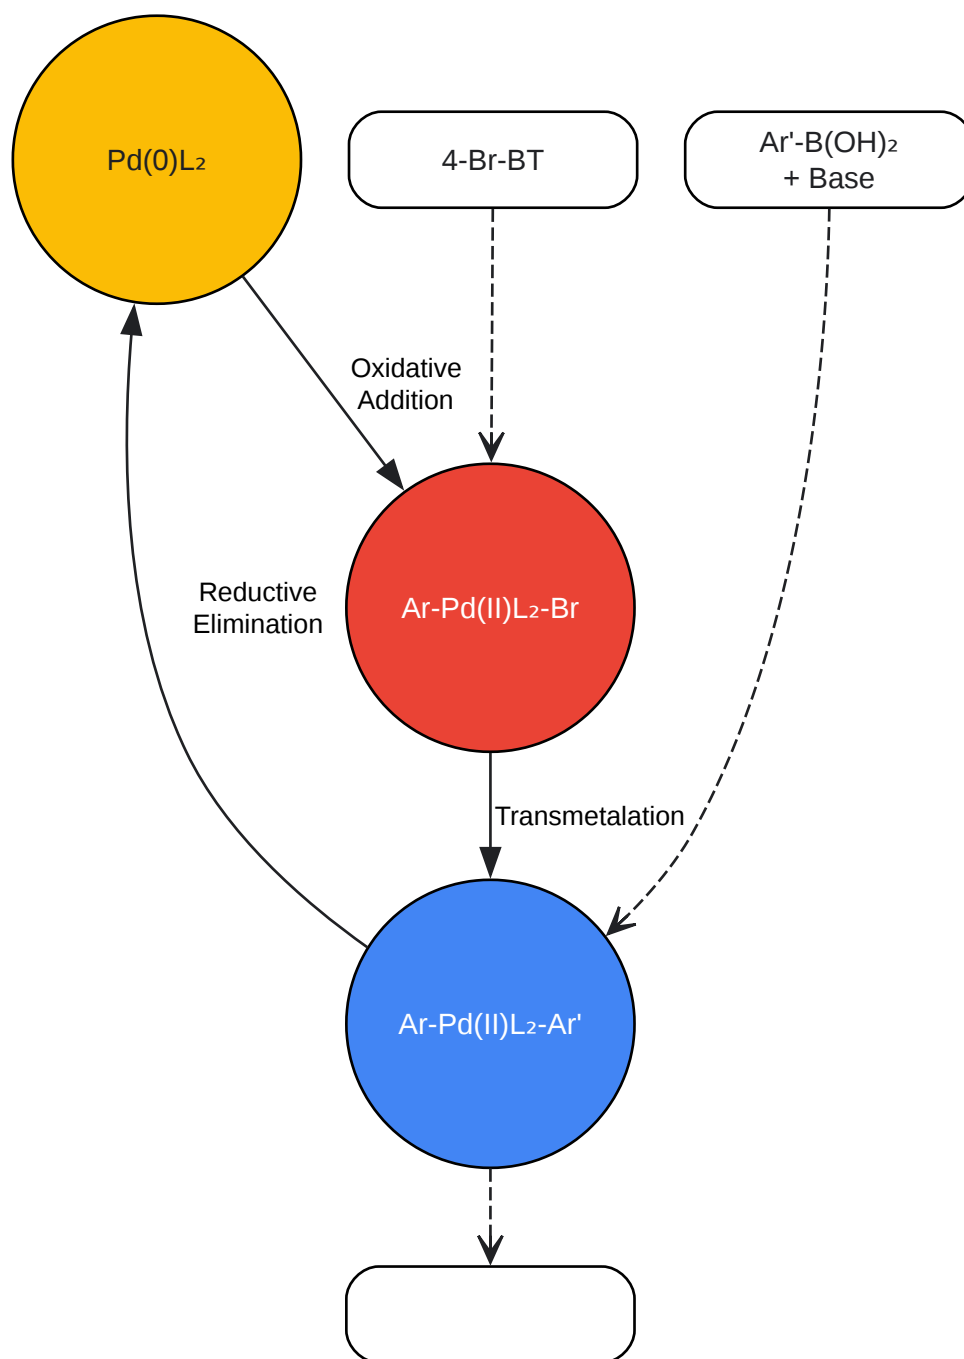 Pd(0)L₂
4-Br-BT
Ar'-B(OH)₂
+ Base
Oxidative
Addition
Reductive
Elimination
Ar-Pd(II)L₂-Br
Transmetalation
Ar-Pd(II)L₂-Ar'